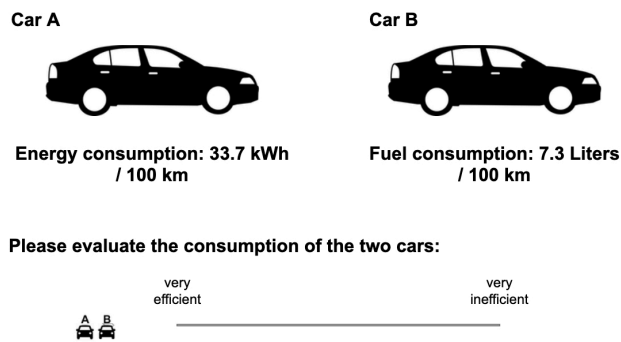 Car A
Car B
Energy consumption: 33.7 kWh
/ 100 km
Fuel consumption: 7.3 Liters
/ 100 km
Please evaluate the consumption of the two cars:
very
efficient
very
inefficient
A B